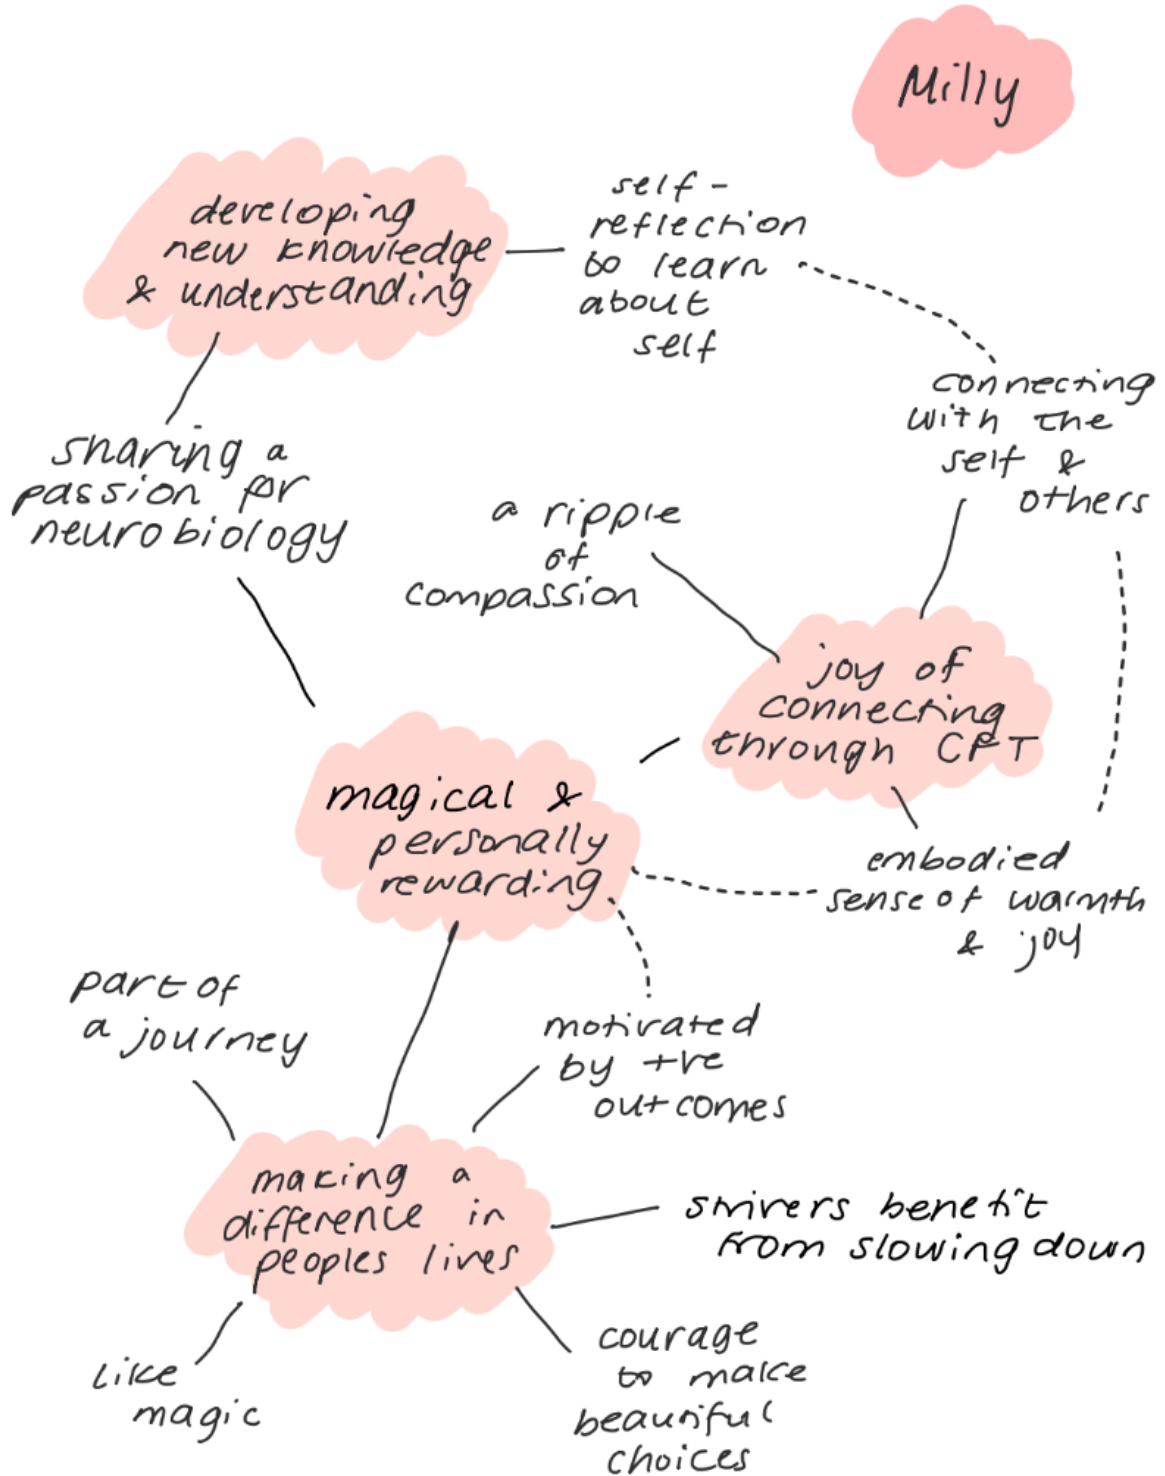 Milly
developing
new knowledge
& understanding
self-
reflection
to learn
about
self
connecting
with the
self &
others
sharing a
passion for
neurobiology
a ripple
of
compassion
joy of
connecting
through CFT
magical &
personally
rewarding
embodied
sense of warmth
& joy
part of
a journey
motivated
by +ve
outcomes
making a
difference in
peoples lives
strivers benefit
from slowing down
like
magic
courage
to make
beautiful
choices